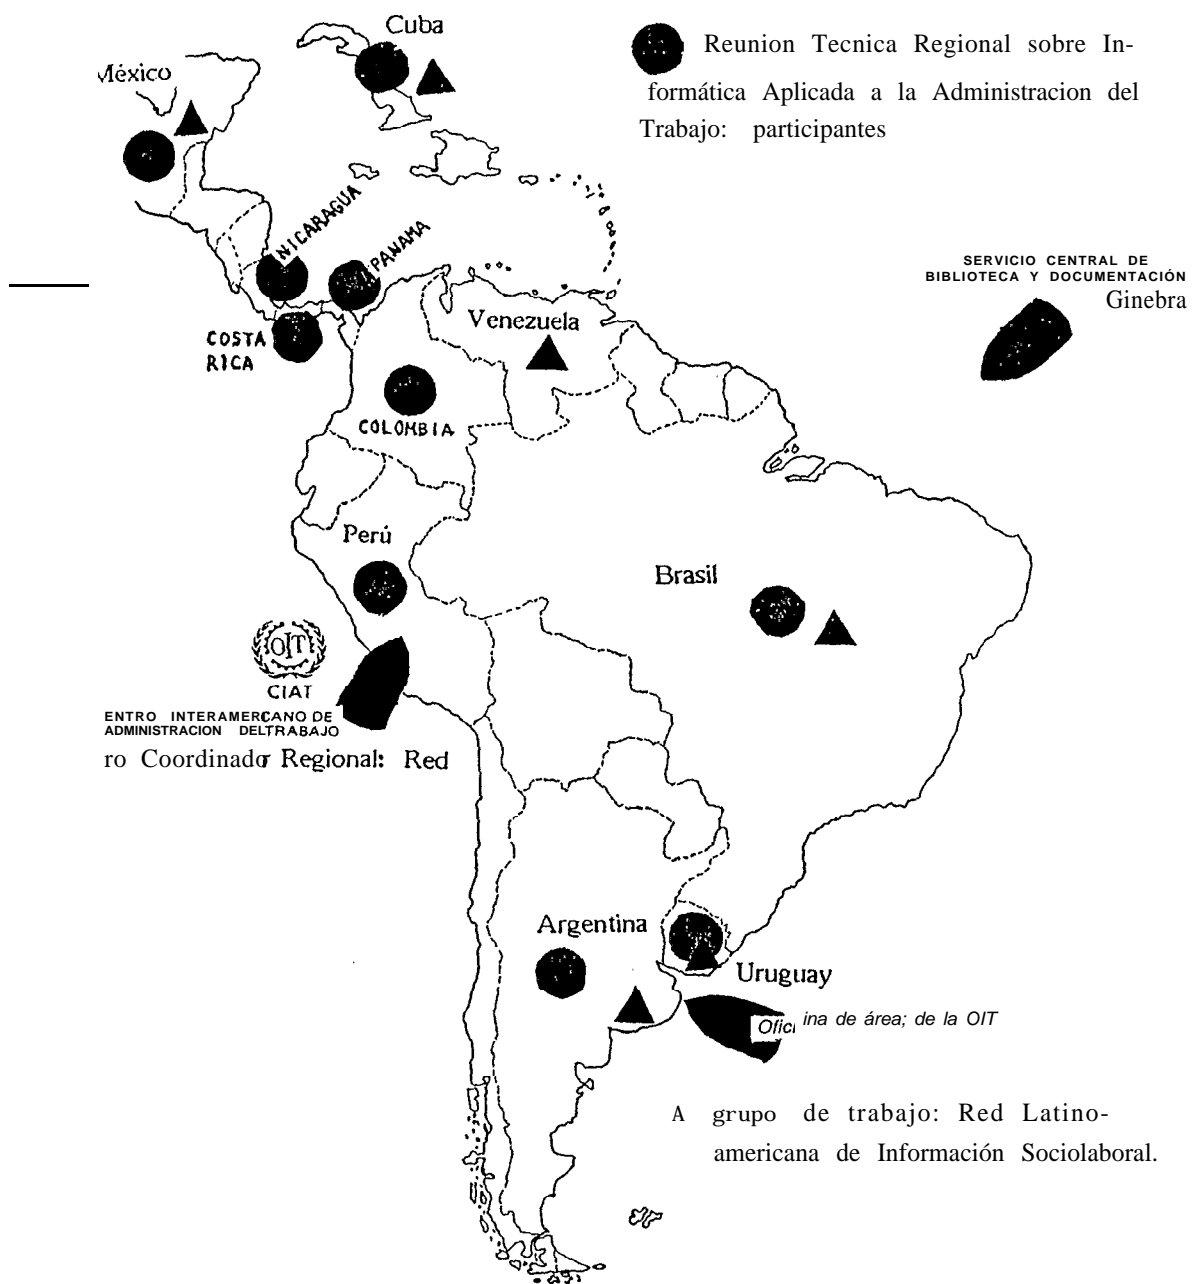 Cuba
Reunion Tecnica Regional sobre In-
formática Aplicada a la Administracion del
Trabajo: participantes
México
NICARAGUA
PANAMA
SERVICIO CENTRAL DE
BIBLIOTECA Y DOCUMENTACIÓN
Ginebra
COSTA
RICA
Venezuela
COLOMBIA
Perú
Brasil
OIT
CIAT
ENTRO INTERAMERCANO DE
ADMINISTRACION DELTRABAJO
ro Coordinador Regional: Red
Argentina
Uruguay
Oficiina de área; de la OIT
A grupo de trabajo: Red Latino-
americana de Información Sociolaboral.